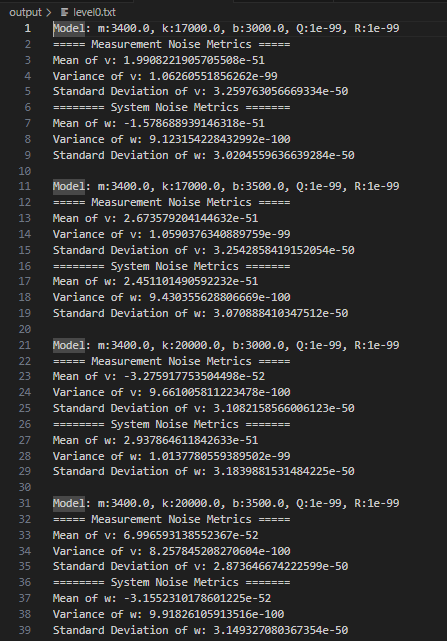 output > level0.txt
1 Model: m:3400.0, k:17000.0, b:3000.0, Q:1e-99, R:1e-99
2 ===== Measurement Noise Metrics =====
3 Mean of v: 1.9908221905705508e-51
4 Variance of v: 1.06260551856262e-99
5 Standard Deviation of v: 3.259763056669334e-50
6 ======== System Noise Metrics =======
7 Mean of w: -1.578688939146318e-51
8 Variance of w: 9.123154228432992e-100
9 Standard Deviation of w: 3.0204559636639284e-50
10
11 Model: m:3400.0, k:17000.0, b:3500.0, Q:1e-99, R:1e-99
12 ===== Measurement Noise Metrics =====
13 Mean of v: 2.673579204144632e-51
14 Variance of v: 1.0590376340889759e-99
15 Standard Deviation of v: 3.2542858419152054e-50
16 ======== System Noise Metrics =======
17 Mean of w: 2.451101490592232e-51
18 Variance of w: 9.430355628806669e-100
19 Standard Deviation of w: 3.070888410347512e-50
20
21 Model: m:3400.0, k:20000.0, b:3000.0, Q:1e-99, R:1e-99
22 ===== Measurement Noise Metrics =====
23 Mean of v: -3.275917753504498e-52
24 Variance of v: 9.661005811223478e-100
25 Standard Deviation of v: 3.1082158566006123e-50
26 ======== System Noise Metrics =======
27 Mean of w: 2.937864611842633e-51
28 Variance of w: 1.0137780559389502e-99
29 Standard Deviation of w: 3.1839881531484225e-50
30
31 Model: m:3400.0, k:20000.0, b:3500.0, Q:1e-99, R:1e-99
32 ===== Measurement Noise Metrics =====
33 Mean of v: 6.996593138552367e-52
34 Variance of v: 8.257845208270604e-100
35 Standard Deviation of v: 2.873646674222599e-50
36 ======== System Noise Metrics =======
37 Mean of w: -3.1552310178601225e-52
38 Variance of w: 9.91826105913516e-100
39 Standard Deviation of w: 3.149327080367354e-50